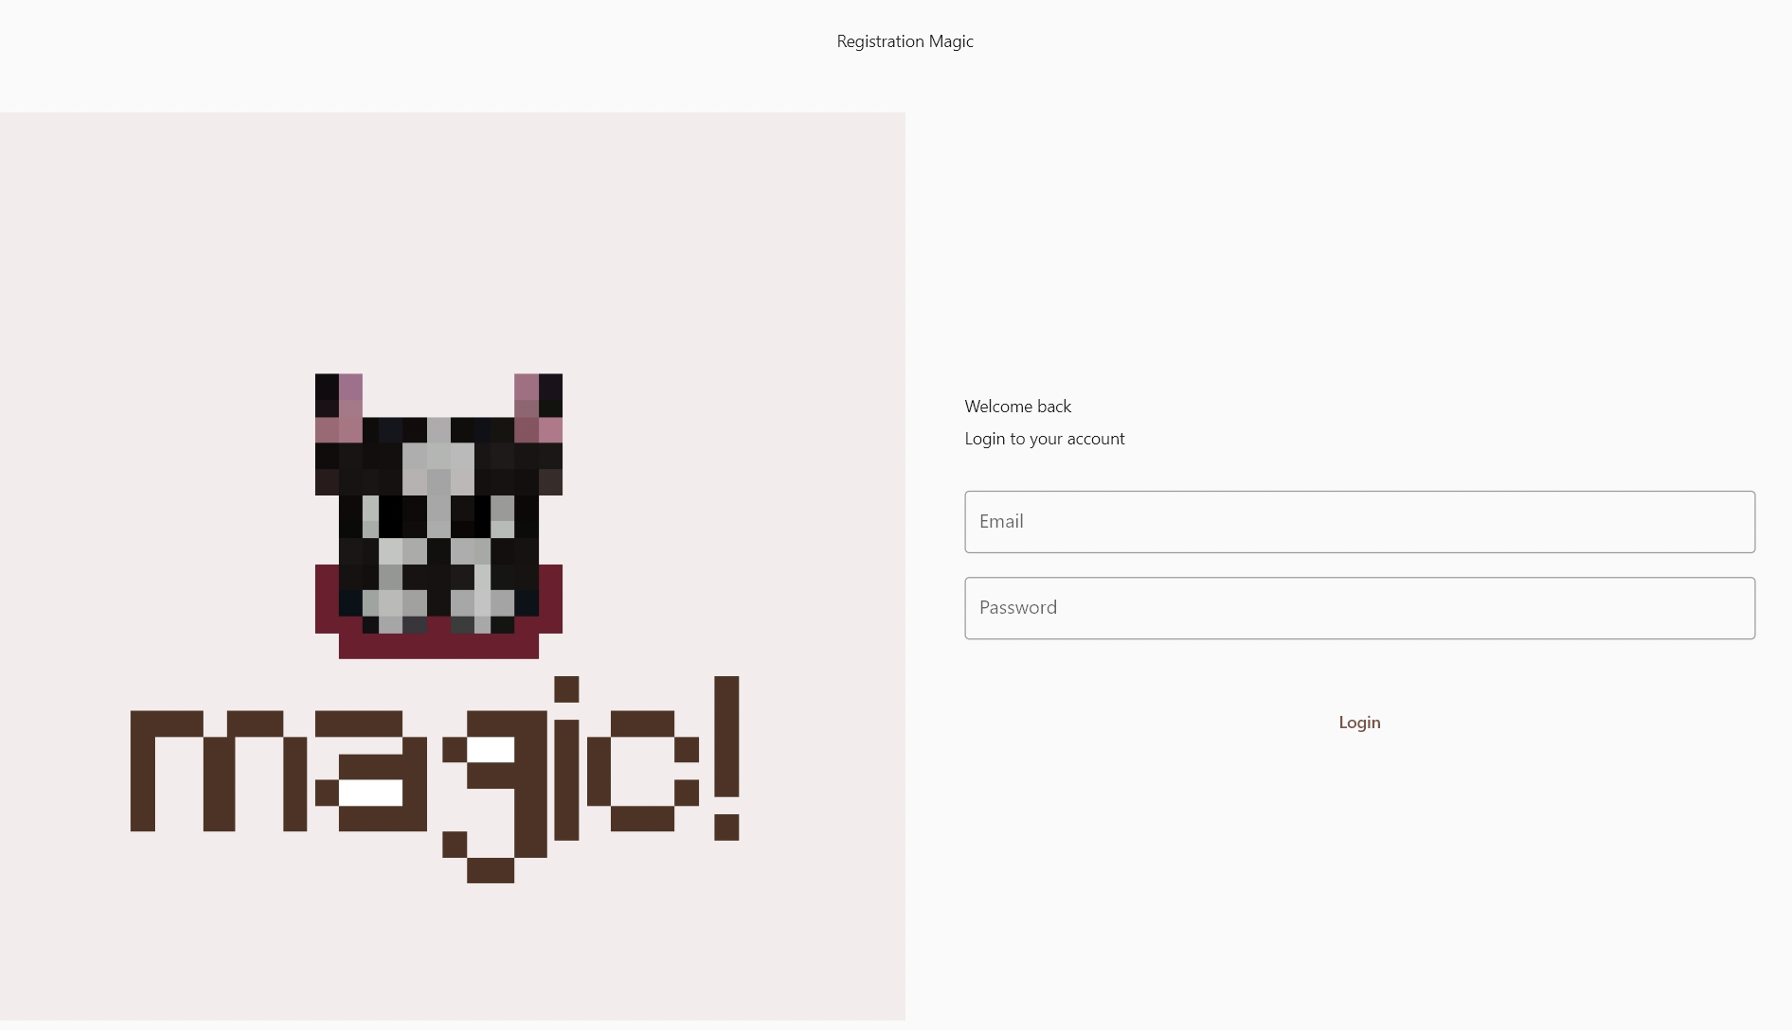 Registration Magic
magic!
Welcome back
Login to your account
Email
Password
Login